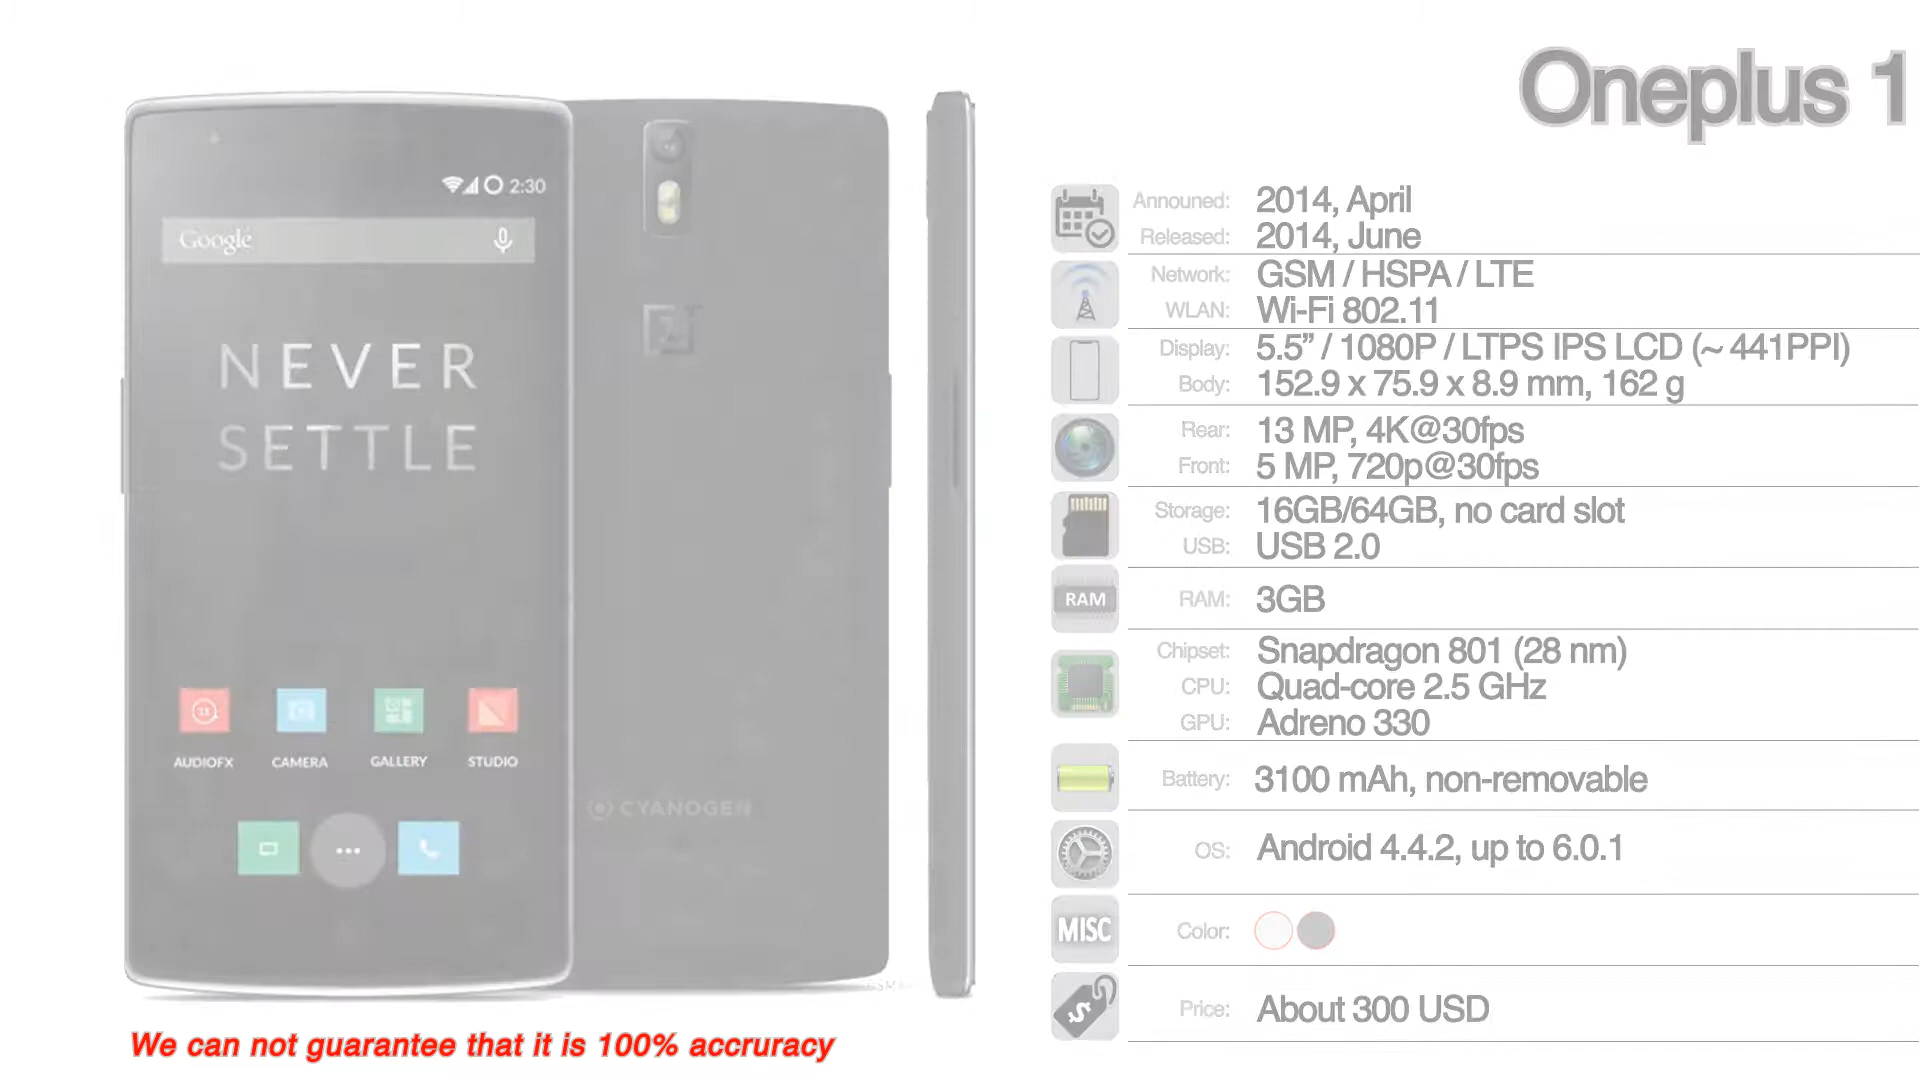 Oneplus 1
2:30
Google
NEVER
SETTLE
AUDIOFX
CAMERA
GALLERY
STUDIO
CYANOGEN
Announed: 2014, April
Released: 2014, June
Network: GSM / HSPA / LTE
WLAN: Wi-Fi 802.11
Display: 5.5” / 1080P / LTPS IPS LCD (~ 441PPI)
Body: 152.9 x 75.9 x 8.9 mm, 162 g
Rear: 13 MP, 4K@30fps
Front: 5 MP, 720p@30fps
Storage: 16GB/64GB, no card slot
USB: USB 2.0
RAM
RAM: 3GB
Chipset: Snapdragon 801 (28 nm)
CPU: Quad-core 2.5 GHz
GPU: Adreno 330
Battery: 3100 mAh, non-removable
OS: Android 4.4.2, up to 6.0.1
MISC
Color:
$
Price: About 300 USD
We can not guarantee that it is 100% accruracy